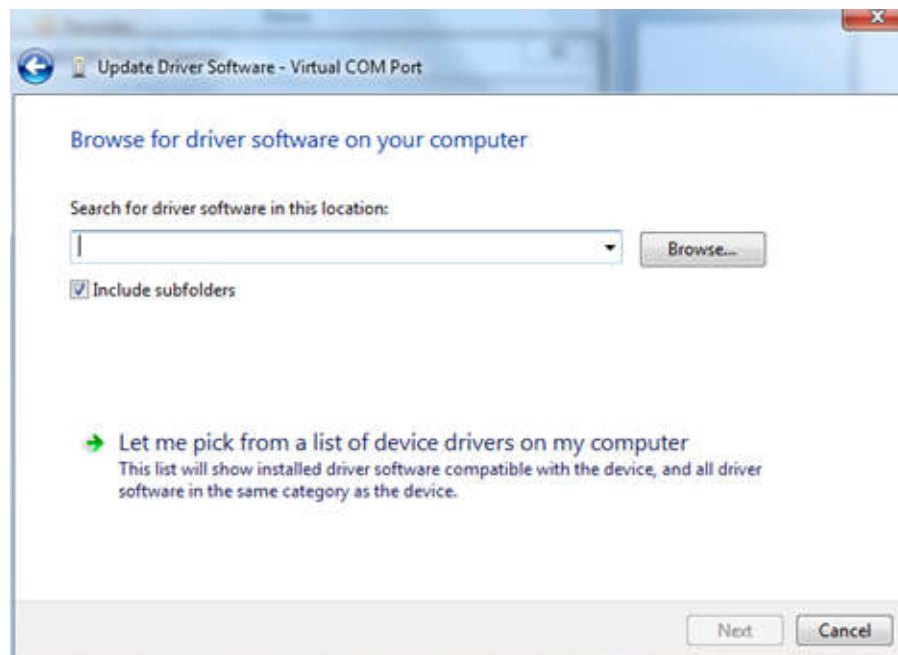 Update Driver Software - Virtual COM Port
Browse for driver software on your computer
Search for driver software in this location:
Browse...
Include subfolders
Let me pick from a list of device drivers on my computer
This list will show installed driver software compatible with the device, and all driver
software in the same category as the device.
Next
Cancel